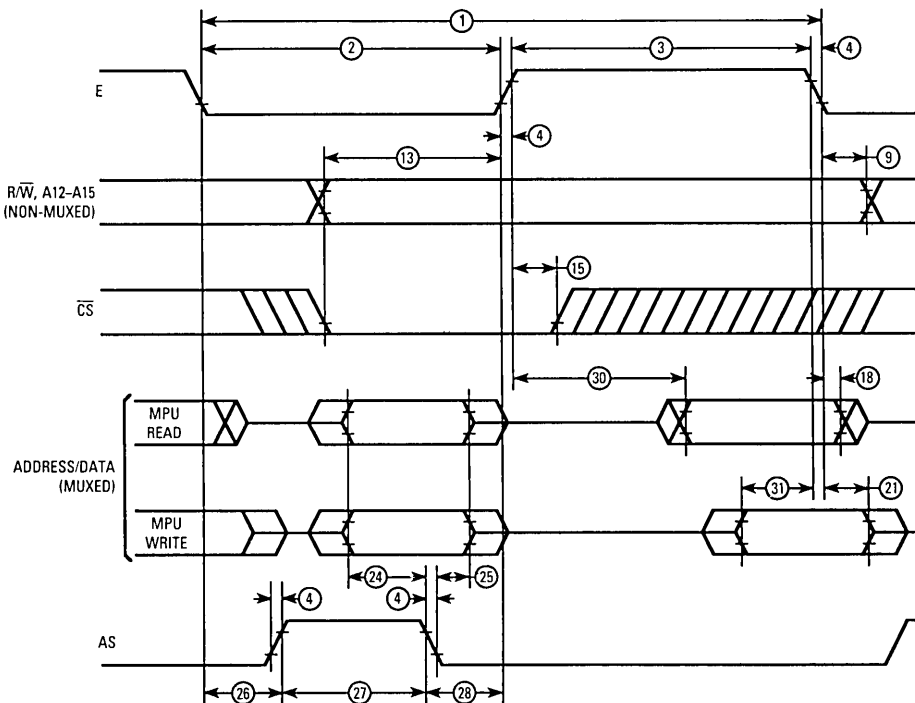 1
2
3
4
E
4
13
9
R/W̅, A12–A15
(NON-MUXED)
15
C̅S̅
30
18
MPU
READ
ADDRESS/DATA
(MUXED)
31
21
MPU
WRITE
24
25
4
4
AS
26
27
28